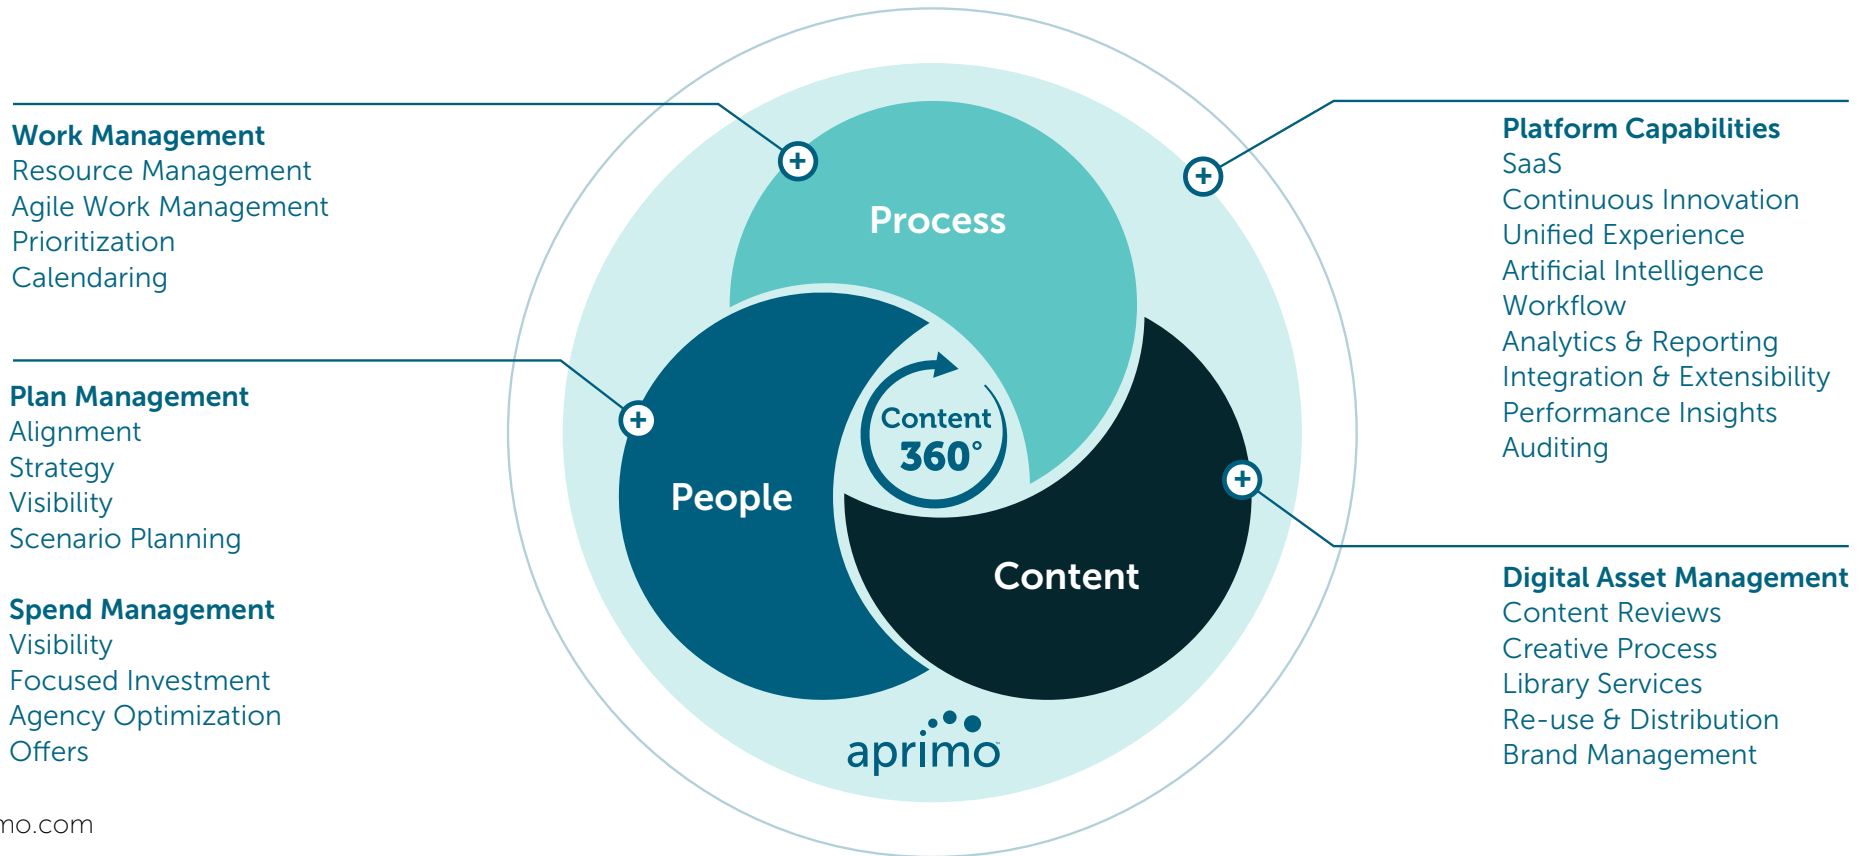 Work Management
Resource Management
Agile Work Management
Prioritization
Calendaring
Plan Management
Alignment
Strategy
Visibility
Scenario Planning
Spend Management
Visibility
Focused Investment
Agency Optimization
Offers
Process
People
Content
360°
Content
aprimo
Platform Capabilities
SaaS
Continuous Innovation
Unified Experience
Artificial Intelligence
Workflow
Analytics & Reporting
Integration & Extensibility
Performance Insights
Auditing
Digital Asset Management
Content Reviews
Creative Process
Library Services
Re-use & Distribution
Brand Management
mo.com